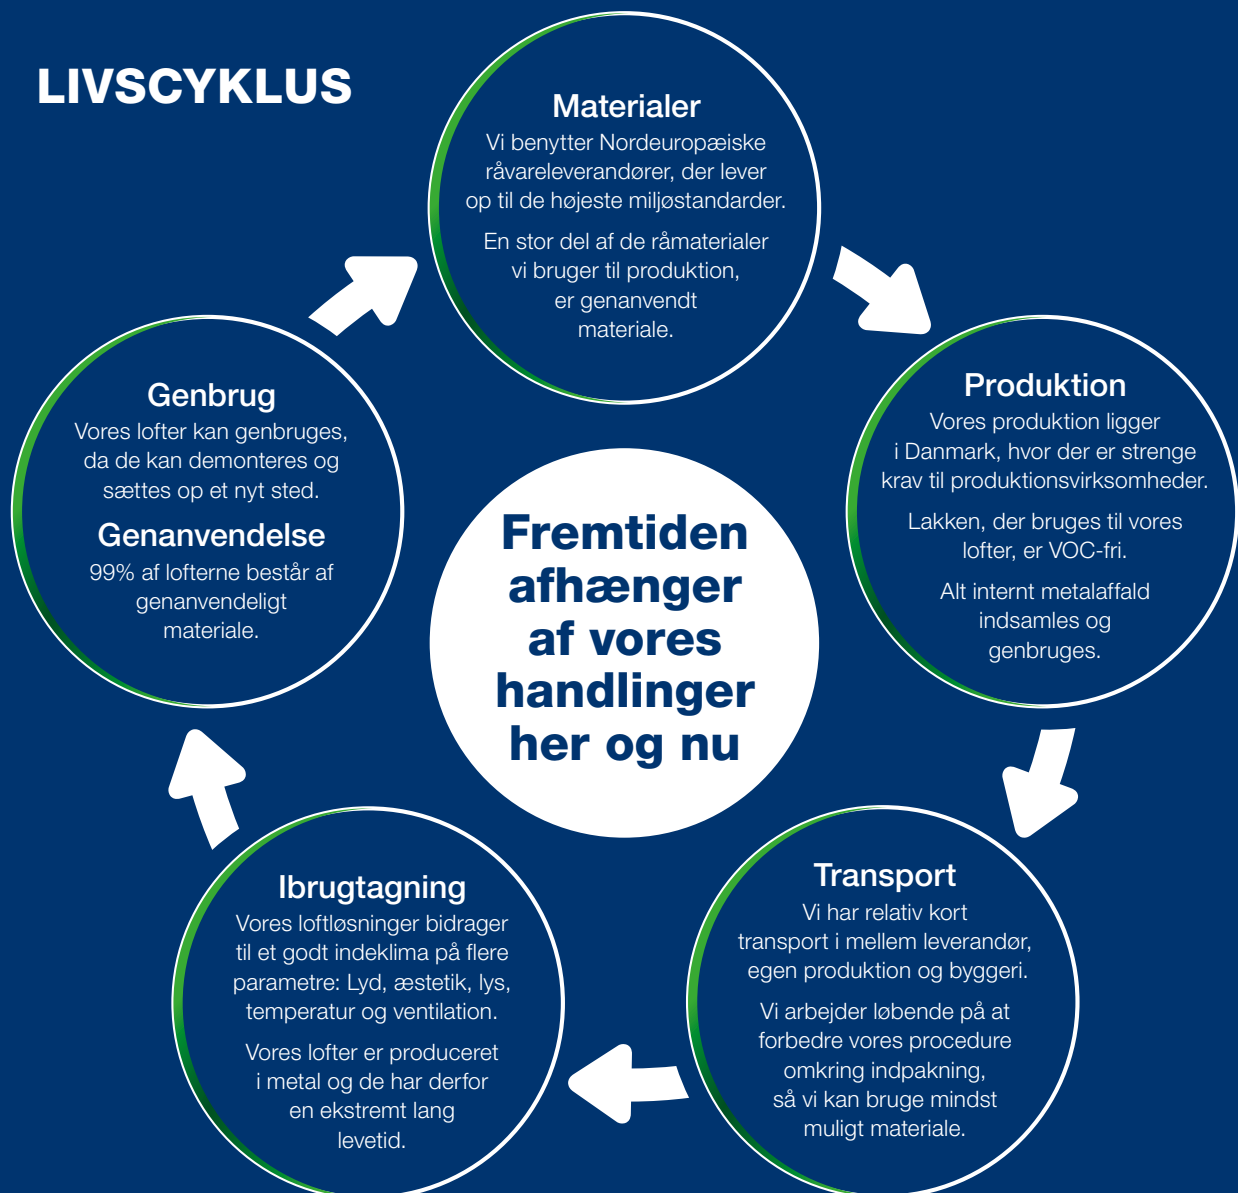 LIVSCYKLUS
Materialer
Vi benytter Nordeuropæiske
råvareleverandører, der lever
op til de højeste miljøstandarder.
En stor del af de råmaterialer
vi bruger til produktion,
er genanvendt
materiale.
Produktion
Vores produktion ligger
i Danmark, hvor der er strenge
krav til produktionsvirksomheder.
Lakken, der bruges til vores
lofter, er VOC-fri.
Alt internt metalaffald
indsamles og
genbruges.
Transport
Vi har relativ kort
transport i mellem leverandør,
egen produktion og byggeri.
Vi arbejder løbende på at
forbedre vores procedure
omkring indpakning,
så vi kan bruge mindst
muligt materiale.
Ibrugtagning
Vores loftløsninger bidrager
til et godt indeklima på flere
parametre: Lyd, æstetik, lys,
temperatur og ventilation.
Vores lofter er produceret
i metal og de har derfor
en ekstremt lang
levetid.
Genbrug
Vores lofter kan genbruges,
da de kan demonteres og
sættes op et nyt sted.
Genanvendelse
99% af lofterne består af
genanvendeligt
materiale.
Fremtiden
afhænger
af vores
handlinger
her og nu